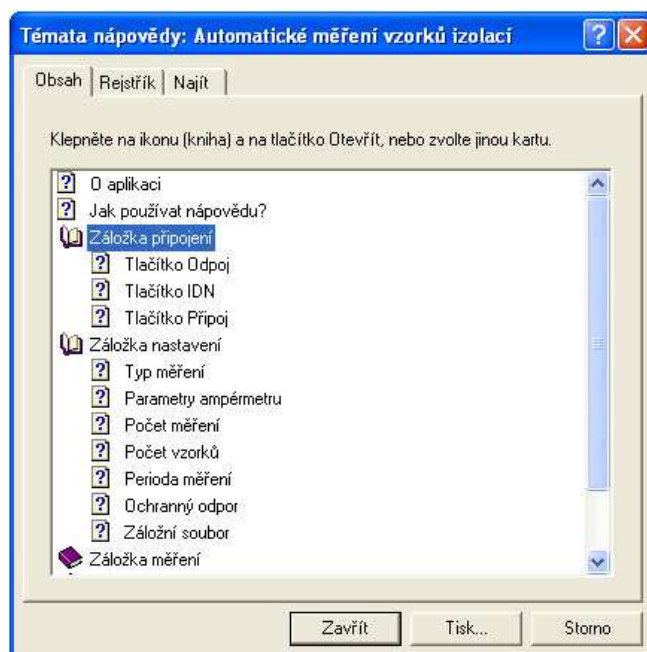 Témata nápovědy: Automatické měření vzorků izolací
Obsah Rejstřík Najít
Klepněte na ikonu (kniha) a na tlačítko Otevřít, nebo zvolte jinou kartu.
O aplikaci
Jak používat nápovědu?
Záložka připojení
Tlačítko Odpoj
Tlačítko IDN
Tlačítko Připoj
Záložka nastavení
Typ měření
Parametry ampérmetru
Počet měření
Počet vzorků
Perioda měření
Ochranný odpor
Záložní soubor
Záložka měření
Zavřít Tisk... Storno